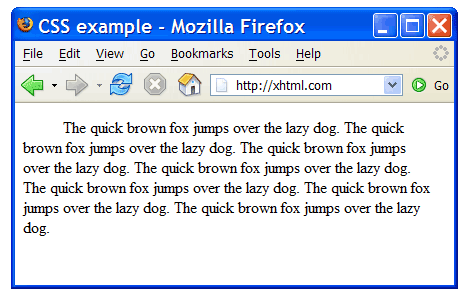 CSS example - Mozilla Firefox
File Edit View Go Bookmarks Tools Help
http://xhtml.com Go
The quick brown fox jumps over the lazy dog. The quick
brown fox jumps over the lazy dog. The quick brown fox jumps
over the lazy dog. The quick brown fox jumps over the lazy dog.
The quick brown fox jumps over the lazy dog. The quick brown fox
jumps over the lazy dog. The quick brown fox jumps over the lazy
dog.